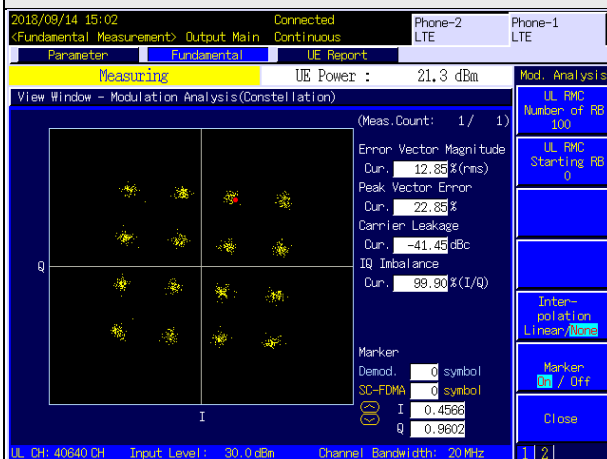 2018/09/14 15:02 Connected Phone-2 Phone-1
<Fundamental Measurement> Output Main Continuous LTE LTE
Parameter Fundamental UE Report
Measuring UE Power : 21.3 dBm Mod. Analysis
View Window - Modulation Analysis(Constellation)
UL RMC
Number of RB
100
(Meas.Count: 1/ 1)
Error Vector Magnitude
Cur. 12.85 %(rms)
Peak Vector Error
Cur. 22.85 %
Carrier Leakage
Cur. -41.45 dBc
IQ Imbalance
Cur. 99.90 %(I/Q)
UL RMC
Starting RB
0
Q
I
Marker
Demod. 0 symbol
SC-FDMA 0 symbol
I 0.4566
Q 0.9602
Inter-
polation
Linear/None
Marker
On / Off
Close
UL CH: 40640 CH Input Level: 30.0 dBm Channel Bandwidth: 20 MHz 1 2